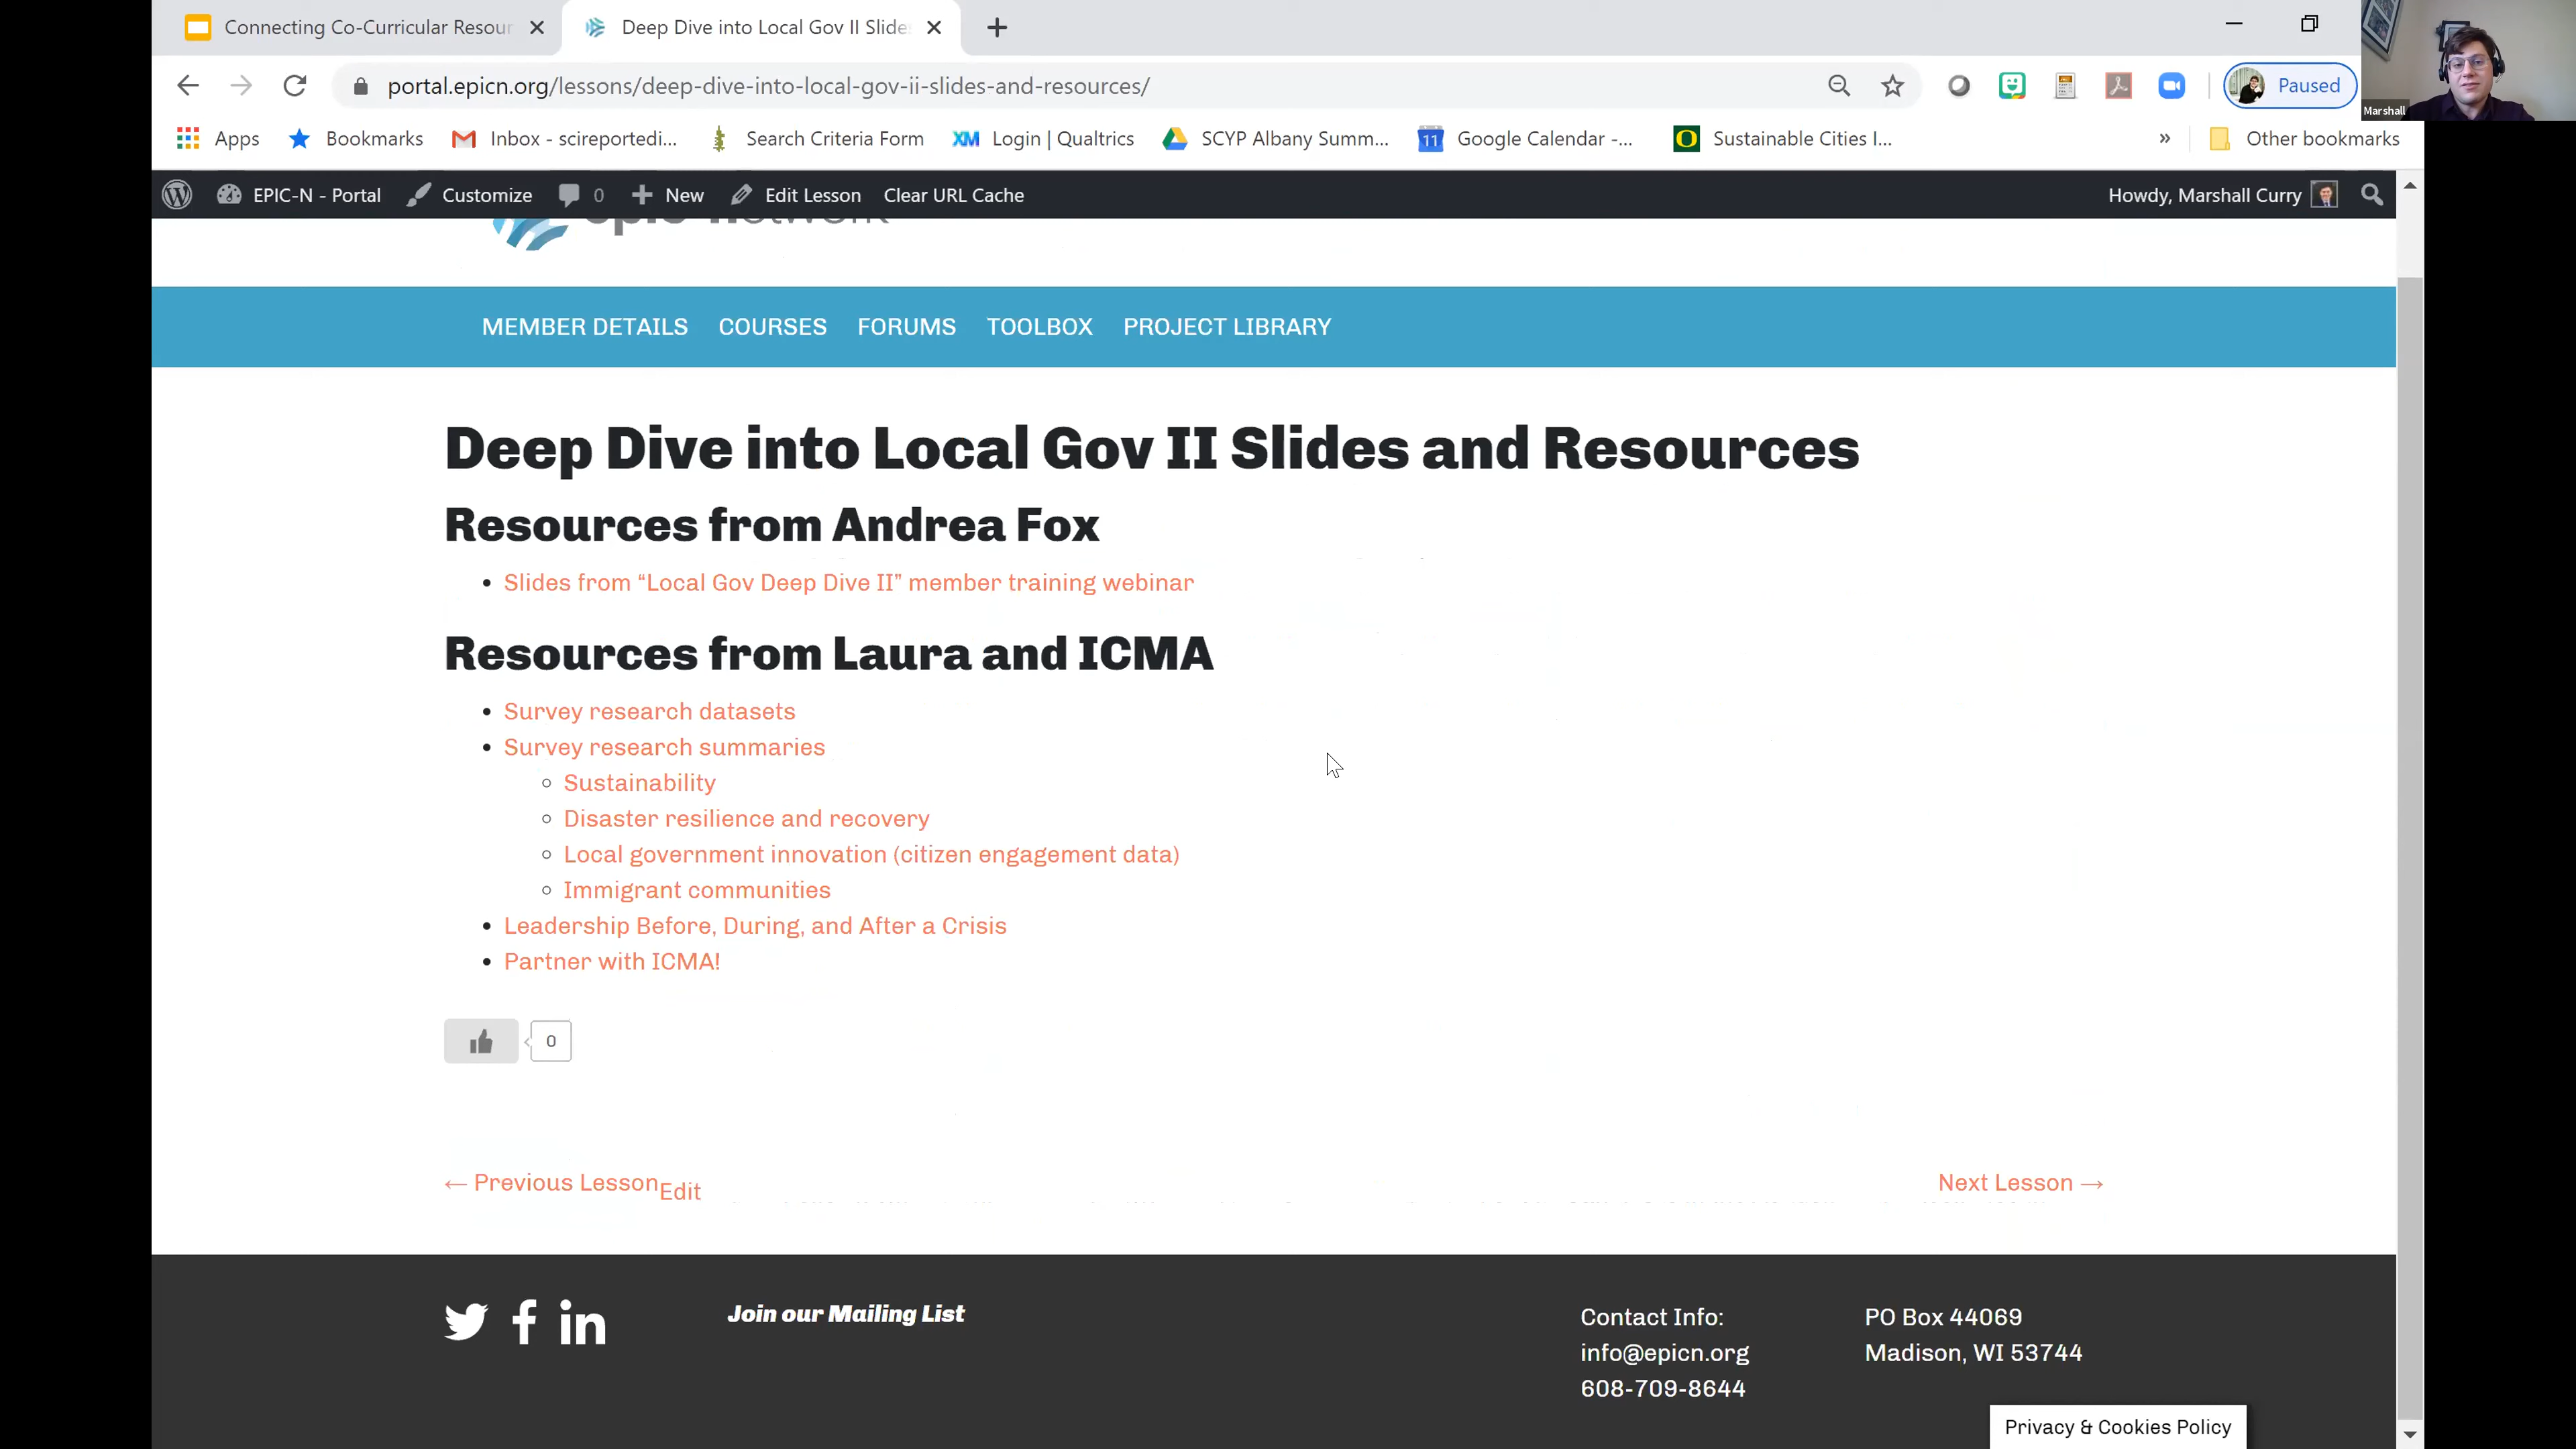 Connecting Co-Curricular Resour
Deep Dive into Local Gov II Slide
portal.epicn.org/lessons/deep-dive-into-local-gov-ii-slides-and-resources/
Paused
Marshall
Apps
Bookmarks
Inbox - scireportedi...
Search Criteria Form
XM Login | Qualtrics
SCYP Albany Summ...
11 Google Calendar -...
Sustainable Cities I...
»
Other bookmarks
EPIC-N - Portal
Customize
0
New
Edit Lesson
Clear URL Cache
Howdy, Marshall Curry
epic-network
MEMBER DETAILS
COURSES
FORUMS
TOOLBOX
PROJECT LIBRARY
Deep Dive into Local Gov II Slides and Resources
Resources from Andrea Fox
• Slides from “Local Gov Deep Dive II” member training webinar
Resources from Laura and ICMA
• Survey research datasets
• Survey research summaries
◦ Sustainability
◦ Disaster resilience and recovery
◦ Local government innovation (citizen engagement data)
◦ Immigrant communities
• Leadership Before, During, and After a Crisis
• Partner with ICMA!
0
← Previous Lesson
Edit
Next Lesson →
Join our Mailing List
Contact Info:
info@epicn.org
608-709-8644
PO Box 44069
Madison, WI 53744
Privacy & Cookies Policy